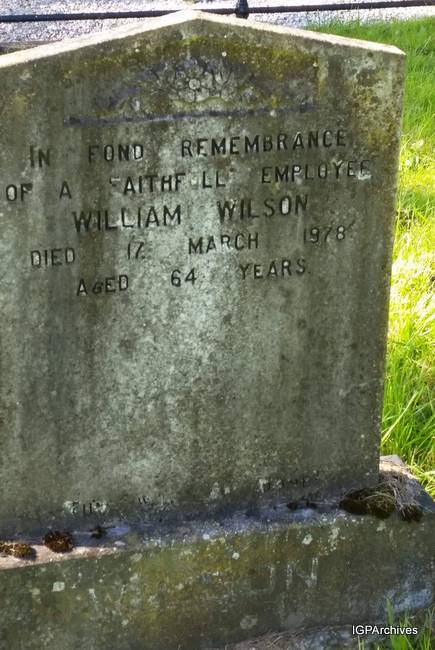 IN FOND REMEMBRANCE
OF A FAITHFULL EMPLOYEE
WILLIAM WILSON
DIED 17. MARCH 1978
AGED 64 YEARS.
IGPArchives